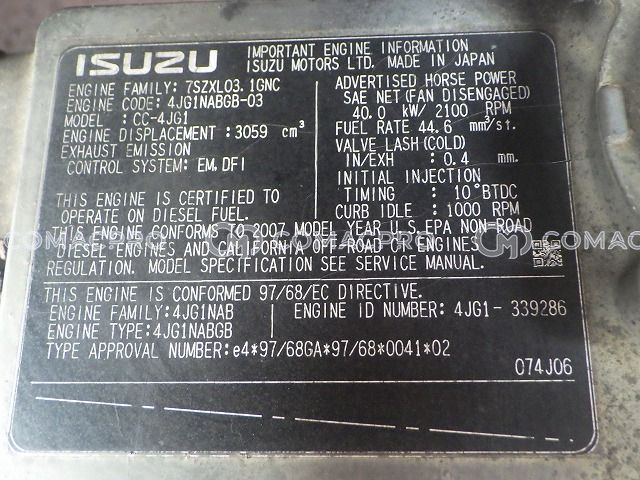 ISUZU
IMPORTANT ENGINE INFORMATION
ISUZU MOTORS LTD. MADE IN JAPAN
ENGINE FAMILY: 7SZXL03.1GNC
ENGINE CODE: 4JG1NABGB-03
MODEL : CC-4JG1
ENGINE DISPLACEMENT: 3059 cm³
EXHAUST EMISSION
CONTROL SYSTEM: EM,DFI
ADVERTISED HORSE POWER
SAE NET(FAN DISENGAGED)
40.0 kW/ 2100 RPM
FUEL RATE 44.6 mm³/st.
VALVE LASH(COLD)
IN/EXH : 0.4 mm.
INITIAL INJECTION
TIMING : 10°BTDC
CURB IDLE : 1000 RPM
THIS ENGINE IS CERTIFIED TO
OPERATE ON DIESEL FUEL.
THIS ENGINE CONFORMS TO 2007 MODEL YEAR U.S.EPA NON-ROAD
DIESEL ENGINES AND CALIFORNIA OFF-ROAD CI ENGINES
REGULATION. MODEL SPECIFICATION SEE SERVICE MANUAL.
THIS ENGINE IS CONFORMED 97/68/EC DIRECTIVE.
ENGINE FAMILY:4JG1NAB
ENGINE TYPE:4JG1NABGB
ENGINE ID NUMBER: 4JG1- 339286
TYPE APPROVAL NUMBER:e4*97/68GA*97/68*0041*02
074J06